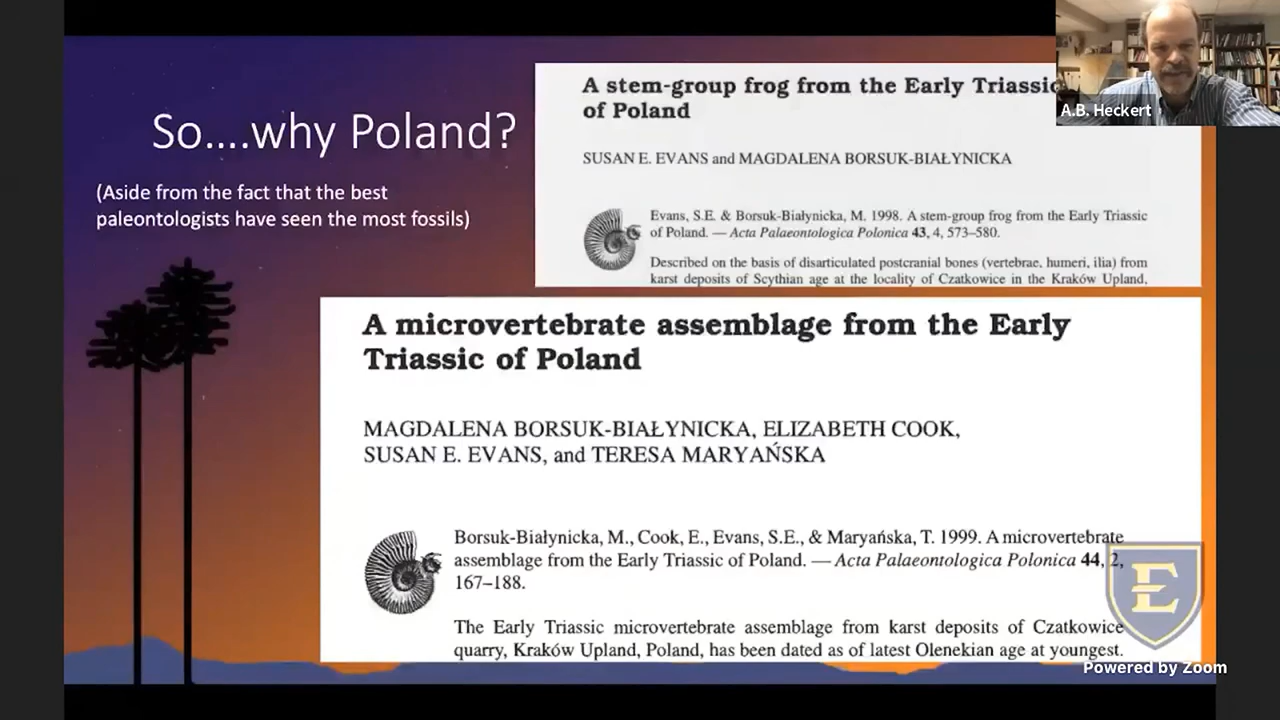 So....why Poland?
(Aside from the fact that the best
paleontologists have seen the most fossils)
A stem-group frog from the Early Triassic
of Poland
SUSAN E. EVANS and MAGDALENA BORSUK-BIAŁYNICKA
Evans, S.E. & Borsuk-Białynicka, M. 1998. A stem-group frog from the Early Triassic
of Poland. — Acta Palaeontologica Polonica 43, 4, 573–580.
Described on the basis of disarticulated postcranial bones (vertebrae, humeri, ilia) from
karst deposits of Scythian age at the locality of Czatkowice in the Kraków Upland,
A.B. Heckert
A microvertebrate assemblage from the Early
Triassic of Poland
MAGDALENA BORSUK-BIAŁYNICKA, ELIZABETH COOK,
SUSAN E. EVANS, and TERESA MARYAŃSKA
Borsuk-Białynicka, M., Cook, E., Evans, S.E., & Maryańska, T. 1999. A microvertebrate
assemblage from the Early Triassic of Poland. — Acta Palaeontologica Polonica 44, 2,
167–188.
The Early Triassic microvertebrate assemblage from karst deposits of Czatkowice
quarry, Kraków Upland, Poland, has been dated as of latest Olenekian age at youngest.
E
Powered by Zoom